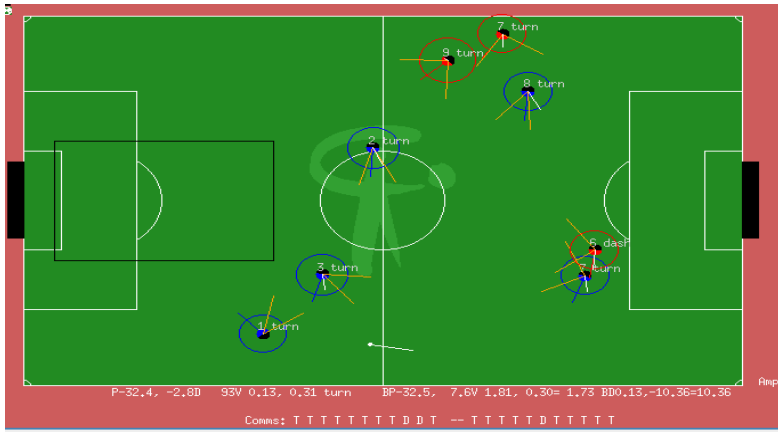 7 turn
9 turn
8 turn
2 turn
6 dash
3 turn
7 turn
1 turn
Amp
P-32.4, -2.8D 93V 0.13, 0.31 turn BP-32.5, 7.6V 1.81, 0.30= 1.73 BD0.13,-10.36=10.36
Comms: T T T T T T T T D D T -- T T T T T D T T T T T